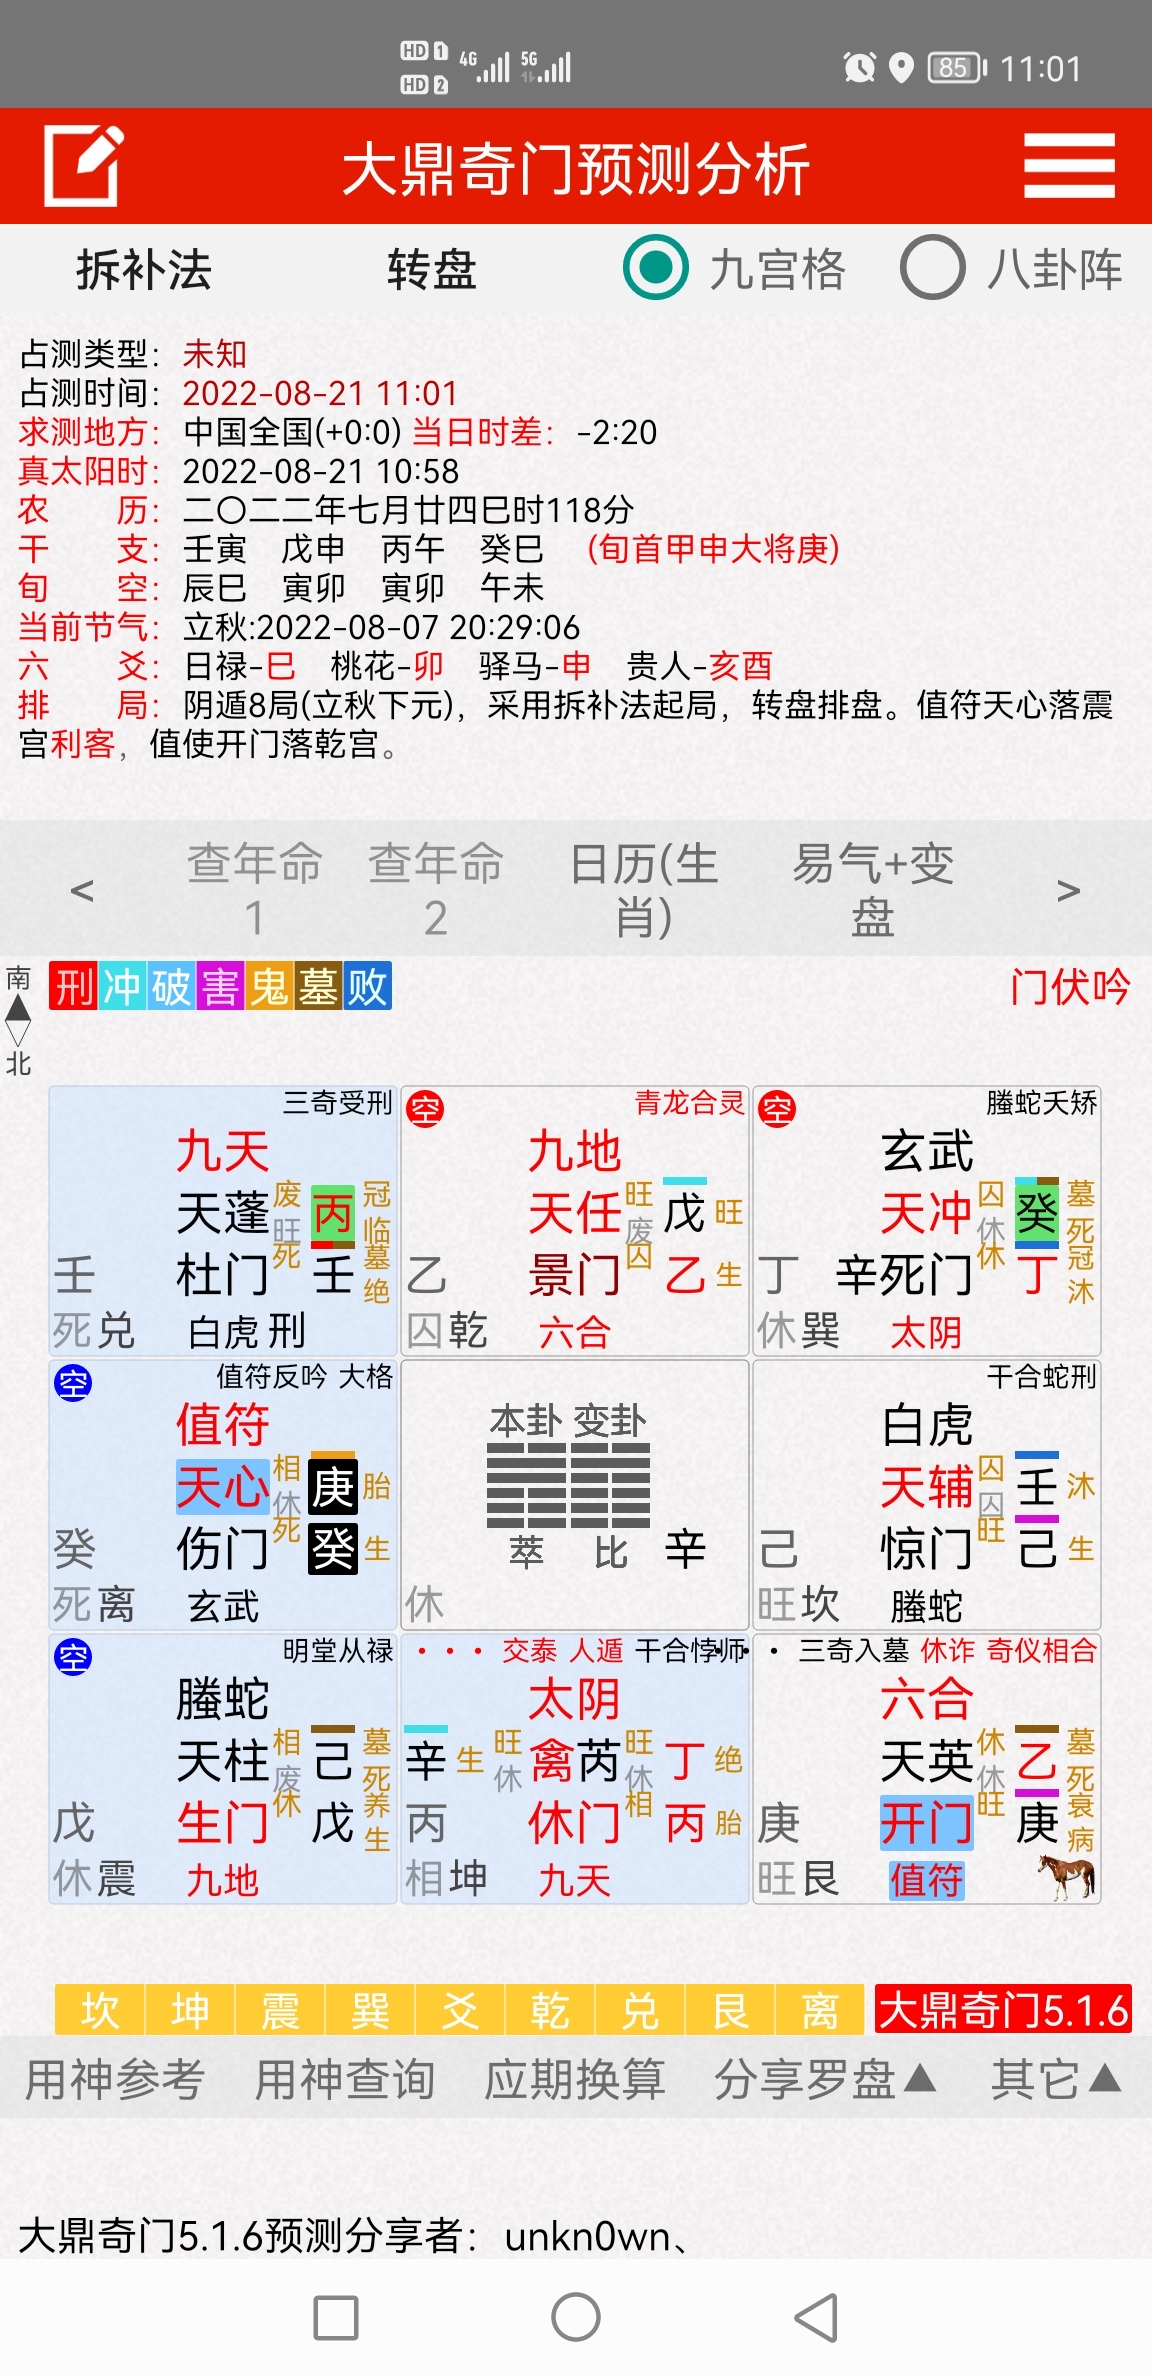 HD 1 4G 5G 85 11:01
HD 2
大鼎奇门预测分析
拆补法 转盘 九宫格 八卦阵
占测类型：未知
占测时间：2022-08-21 11:01
求测地方：中国全国(+0:0) 当日时差：-2:20
真太阳时：2022-08-21 10:58
农 历：二〇二二年七月廿四巳时118分
干 支：壬寅 戊申 丙午 癸巳 (旬首甲申大将庚)
旬 空：辰巳 寅卯 寅卯 午未
当前节气：立秋:2022-08-07 20:29:06
六 爻：日禄-巳 桃花-卯 驿马-申 贵人-亥酉
排 局：阴遁8局(立秋下元)，采用拆补法起局，转盘排盘。值符天心落震
宫利客，值使开门落乾宫。
< 查年命1 查年命2 日历(生肖) 易气+变盘 >
南
北
刑冲破害鬼墓败 门伏吟
三奇受刑
九天
天蓬 废旺 丙 冠临
壬 杜门 死 壬 墓绝
死兑 白虎 刑
空 青龙合灵
九地
天任 旺废 戊 旺
乙 景门 囚 乙 生
囚乾 六合
空 螣蛇夭矫
玄武
天冲 囚休 癸 墓死
丁 辛死门 休 丁 冠沐
休巽 太阴
空 值符反吟 大格
值符
天心 相休 庚 胎
癸 伤门 死 癸 生
死离 玄武
本卦 变卦
萃 比 辛
休
干合蛇刑
白虎
天辅 囚囚 壬 沐
己 惊门 旺 己 生
旺坎 螣蛇
空 明堂从禄
螣蛇
天柱 相废 己 墓死
戊 生门 休 戊 养生
休震 九地
··· 交泰 人遁 干合悖师
太阴
辛 生 旺休 禽芮 旺休 丁 绝
丙 休门 相 丙 胎
相坤 九天
· 三奇入墓 休诈 奇仪相合
六合
天英 休休 乙 墓死
庚 开门 旺 庚 衰病
旺艮 值符
坎 坤 震 巽 爻 乾 兑 艮 离 大鼎奇门5.1.6
用神参考 用神查询 应期换算 分享罗盘▲ 其它▲
大鼎奇门5.1.6预测分享者：unkn0wn、